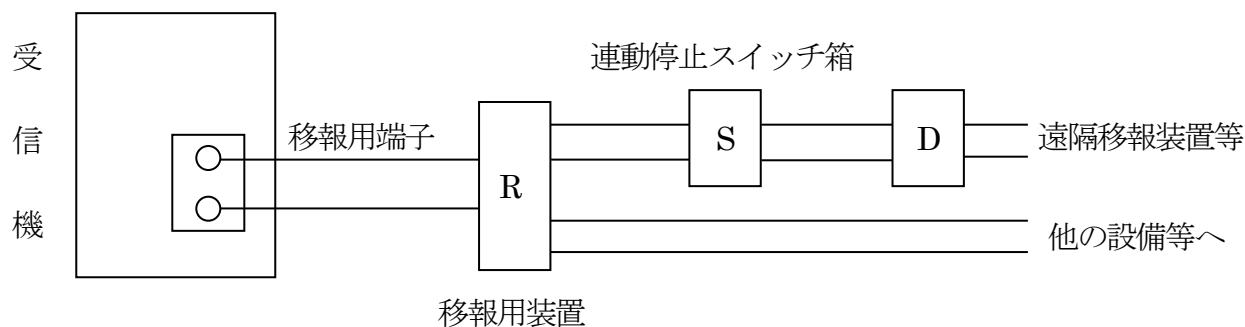 受信機
連動停止スイッチ箱
移報用端子
R
S
D
遠隔移報装置等
他の設備等へ
移報用装置